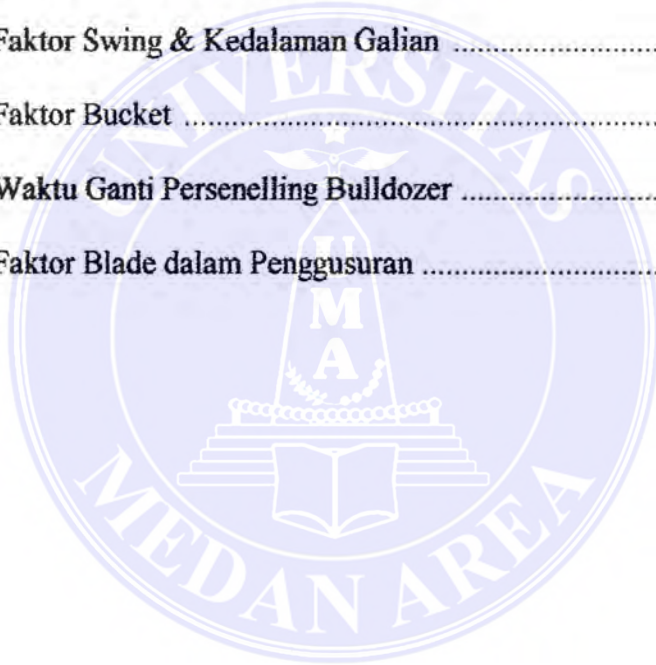 Faktor Swing & Kedalaman Galian ..........................
Faktor Bucket ............................................................
Waktu Ganti Persenelling Bulldozer .........................
Faktor Blade dalam Penggusuran ..............................
UNIVERSITAS
U
M
A
MEDAN AREA